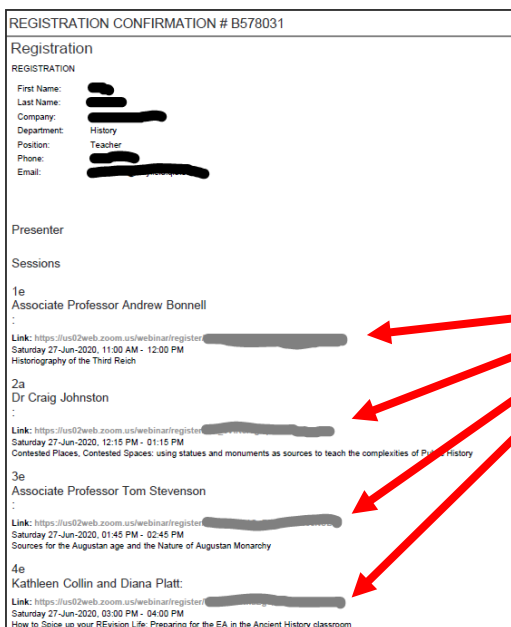 REGISTRATION CONFIRMATION # B578031
Registration
REGISTRATION
First Name:
Last Name:
Company:
Department: History
Position: Teacher
Phone:
Email:
Presenter
Sessions
1e
Associate Professor Andrew Bonnell
:
Link: https://us02web.zoom.us/webinar/register
Saturday 27-Jun-2020, 11:00 AM - 12:00 PM
Historiography of the Third Reich
2a
Dr Craig Johnston
:
Link: https://us02web.zoom.us/webinar/register
Saturday 27-Jun-2020, 12:15 PM - 01:15 PM
Contested Places, Contested Spaces: using statues and monuments as sources to teach the complexities of Public History
3e
Associate Professor Tom Stevenson
:
Link: https://us02web.zoom.us/webinar/register
Saturday 27-Jun-2020, 01:45 PM - 02:45 PM
Sources for the Augustan age and the Nature of Augustan Monarchy
4e
Kathleen Collin and Diana Platt:
Link: https://us02web.zoom.us/webinar/register/
Saturday 27-Jun-2020, 03:00 PM - 04:00 PM
How to Spice up your REvision Life: Preparing for the EA in the Ancient History classroom